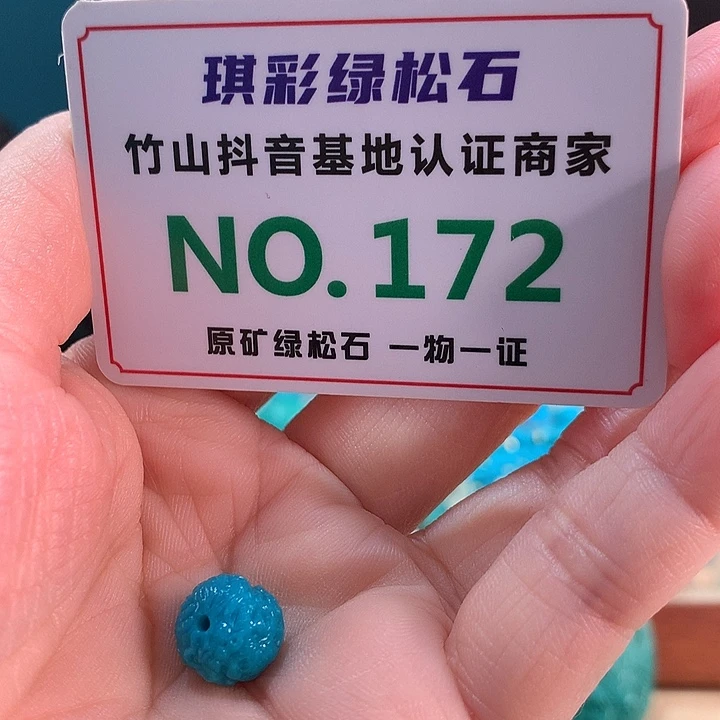 琪彩绿松石
竹山抖音基地认证商家
NO.172
原矿绿松石 一物一证